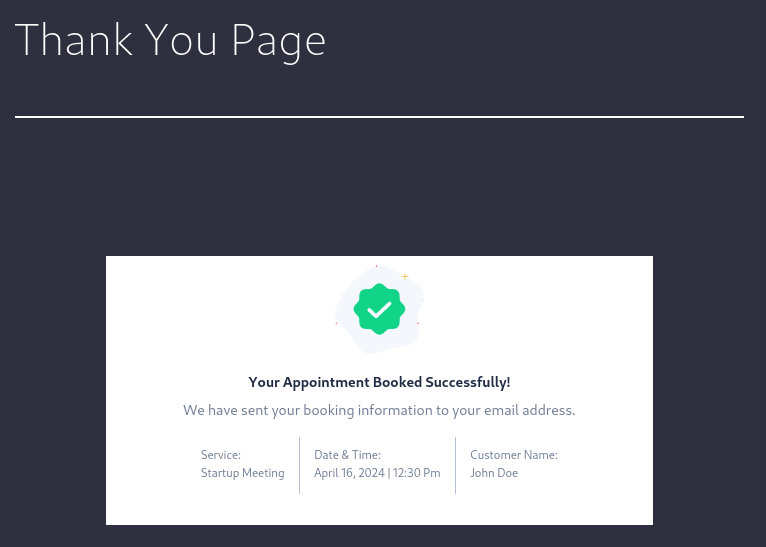 Thank You Page
Your Appointment Booked Successfully!
We have sent your booking information to your email address.
Service:
Startup Meeting
Date & Time:
April 16, 2024 | 12:30 Pm
Customer Name:
John Doe